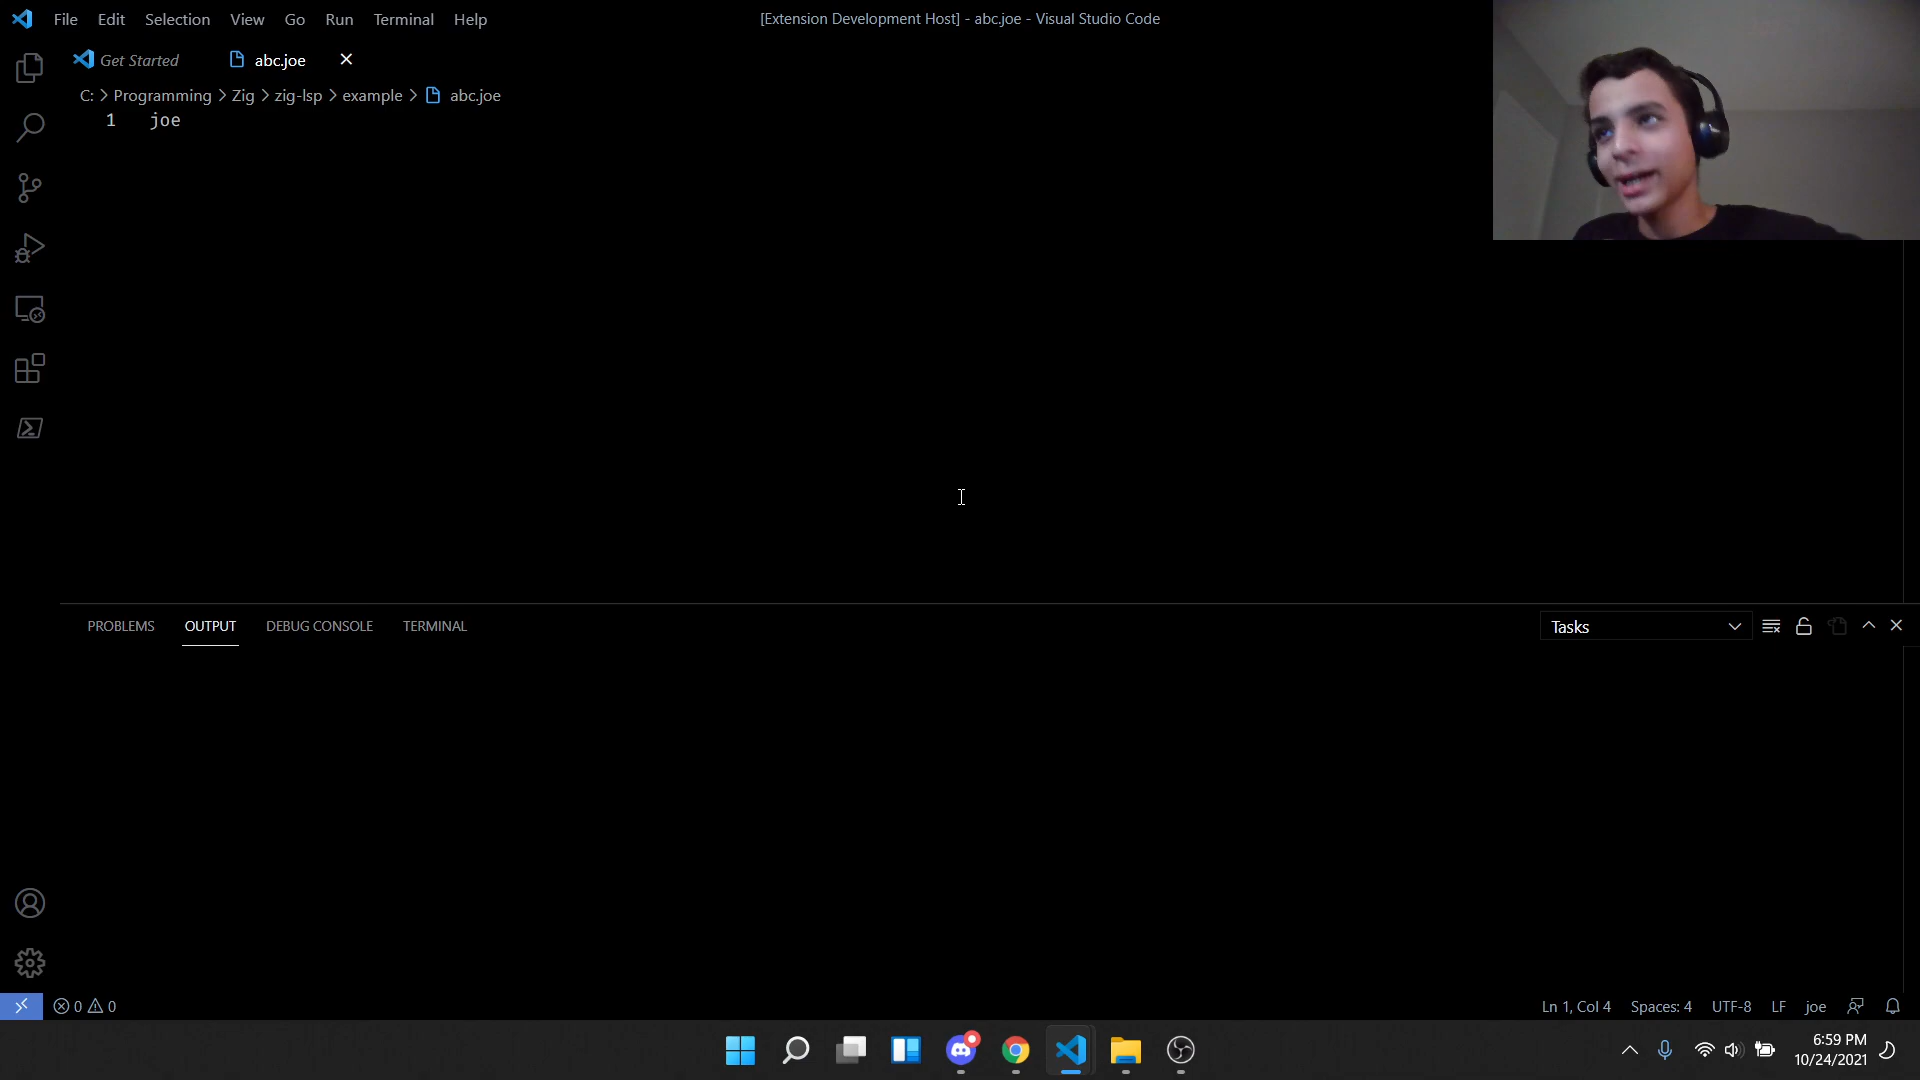 File Edit Selection View Go Run Terminal Help
[Extension Development Host] - abc.joe - Visual Studio Code
Get Started
abc.joe
C: > Programming > Zig > zig-lsp > example > abc.joe
1 joe
PROBLEMS OUTPUT DEBUG CONSOLE TERMINAL
Tasks
0 0
Ln 1, Col 4 Spaces: 4 UTF-8 LF joe
6:59 PM
10/24/2021